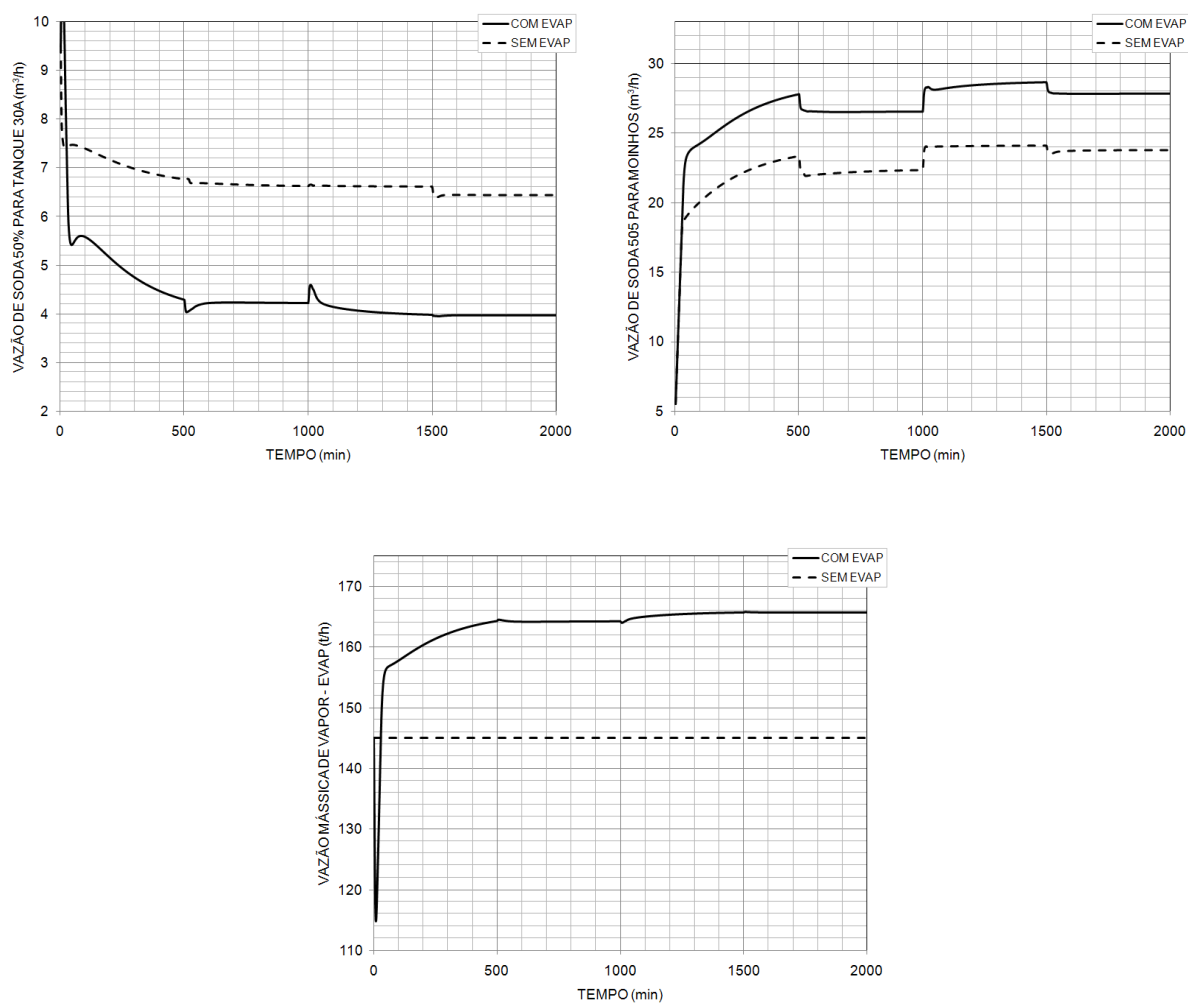 COM EVAP
SEM EVAP
VAZÃO DE SODA 50% PARA TANQUE 30A (m³/h)
10
9
8
7
6
5
4
3
2
0 500 1000 1500 2000
TEMPO (min)
COM EVAP
SEM EVAP
VAZÃO DE SODA 505 PARA MOINHOS (m³/h)
30
25
20
15
10
5
0 500 1000 1500 2000
TEMPO (min)
COM EVAP
SEM EVAP
VAZÃO MÁSSICA DE VAPOR - EVAP (t/h)
170
160
150
140
130
120
110
0 500 1000 1500 2000
TEMPO (min)